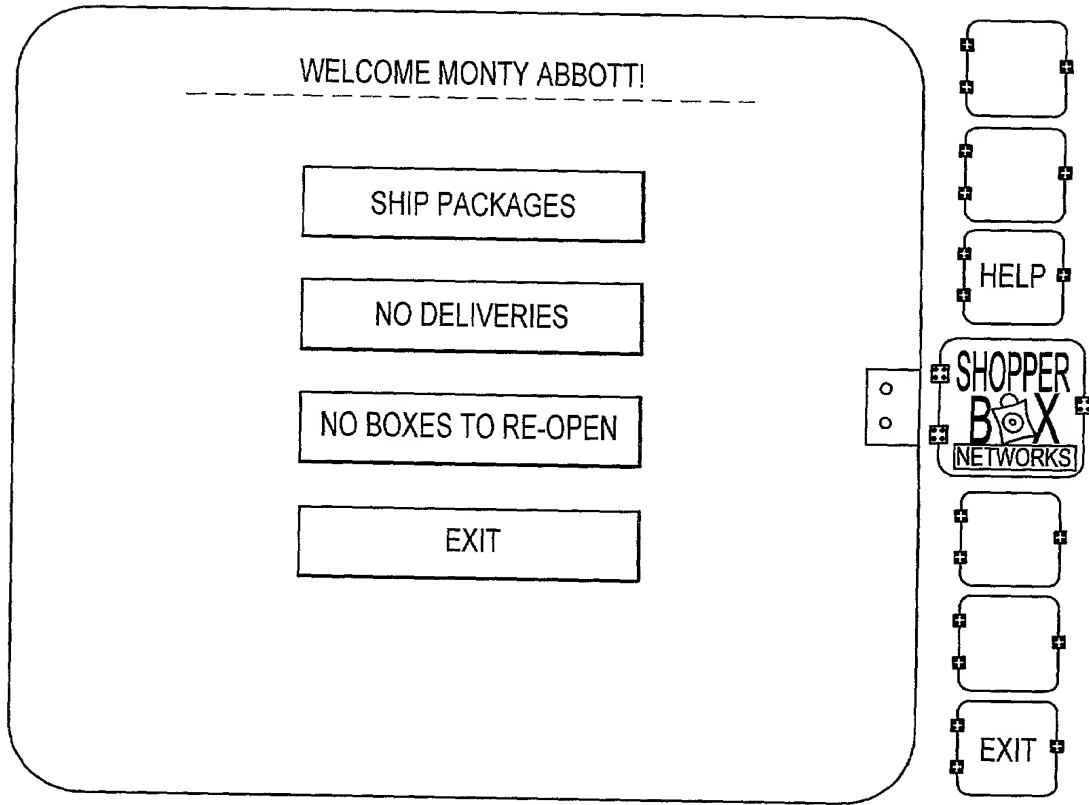 WELCOME MONTY ABBOTT!
SHIP PACKAGES
NO DELIVERIES
NO BOXES TO RE-OPEN
EXIT
HELP
SHOPPER
BOX
NETWORKS
EXIT